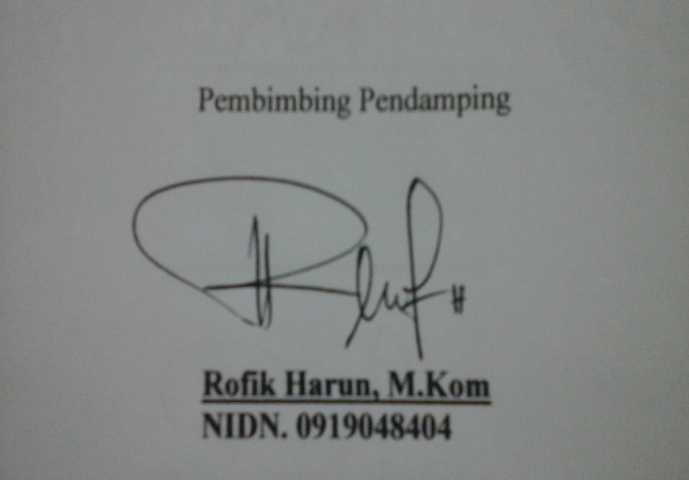 Pembimbing Pendamping
Rofik Harun, M.Kom
NIDN. 0919048404